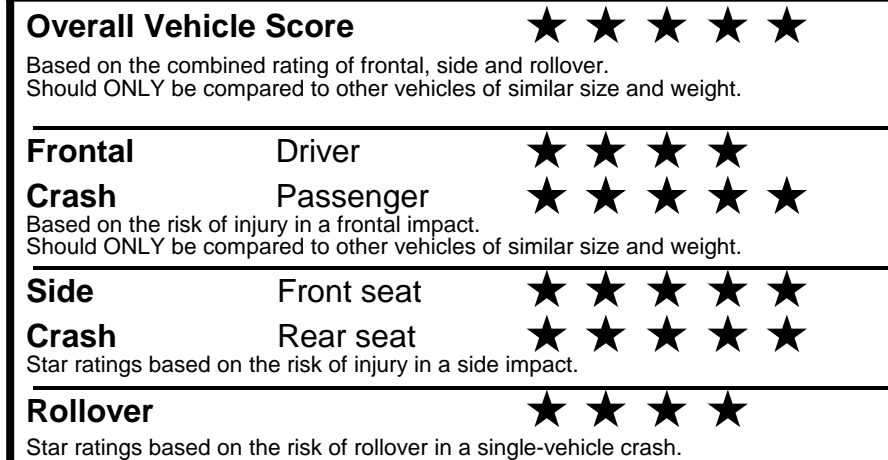 Overall Vehicle Score ★ ★ ★ ★ ★
Based on the combined rating of frontal, side and rollover.
Should ONLY be compared to other vehicles of similar size and weight.
Frontal Driver ★ ★ ★ ★
Crash Passenger ★ ★ ★ ★ ★
Based on the risk of injury in a frontal impact.
Should ONLY be compared to other vehicles of similar size and weight.
Side Front seat ★ ★ ★ ★ ★
Crash Rear seat ★ ★ ★ ★ ★
Star ratings based on the risk of injury in a side impact.
Rollover ★ ★ ★ ★
Star ratings based on the risk of rollover in a single-vehicle crash.